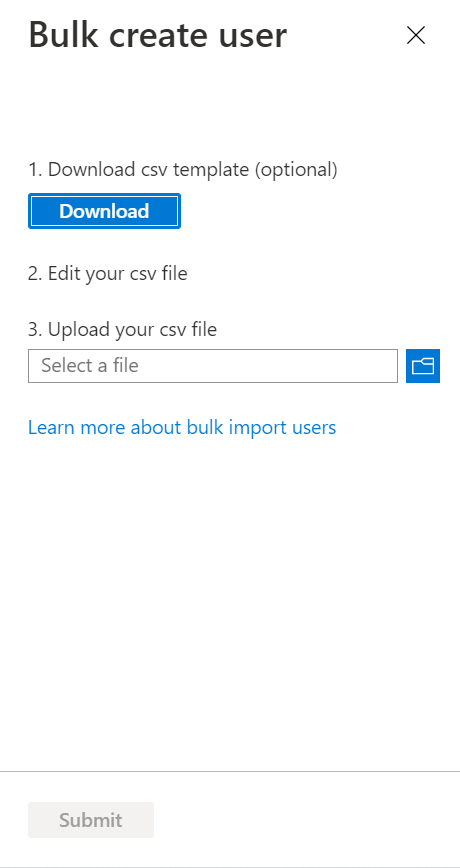 Bulk create user
1. Download csv template (optional)
Download
2. Edit your csv file
3. Upload your csv file
Select a file
Learn more about bulk import users
Submit